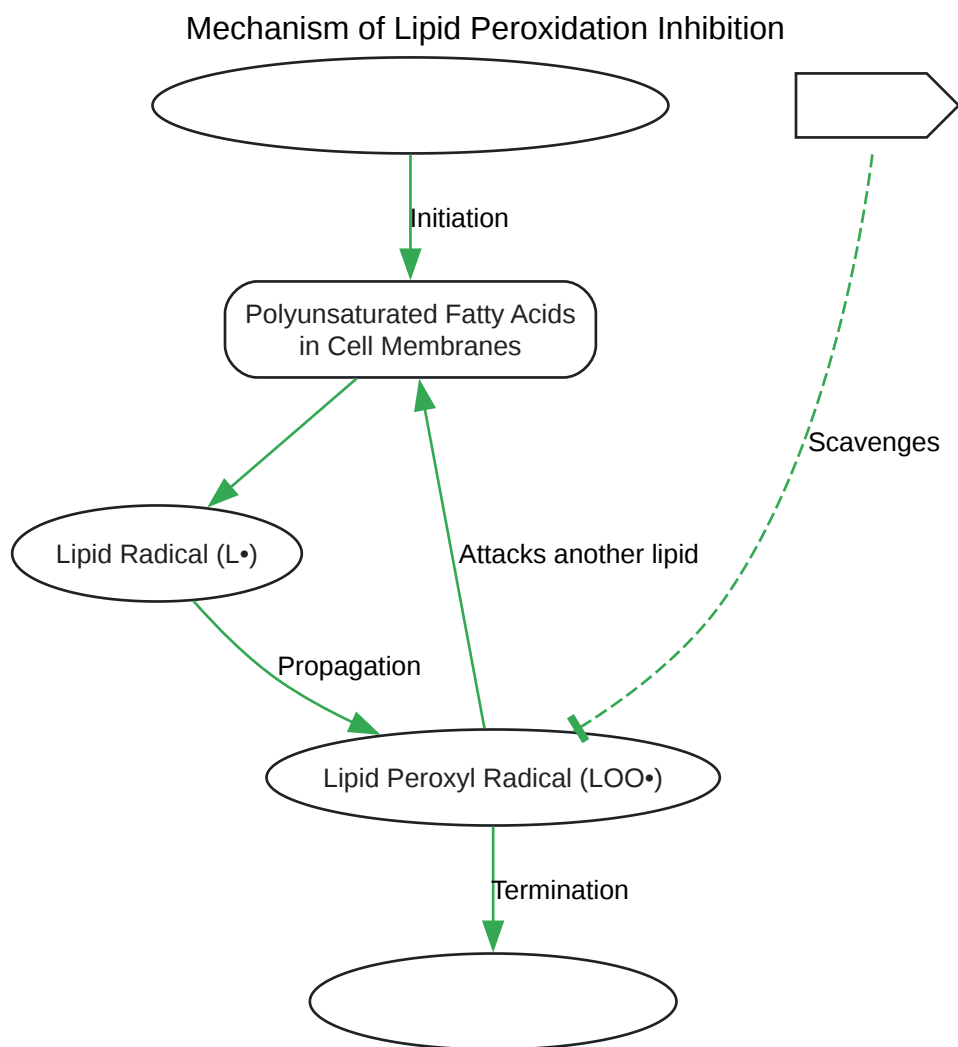 Mechanism of Lipid Peroxidation Inhibition
Initiation
Polyunsaturated Fatty Acids
in Cell Membranes
Scavenges
Lipid Radical (L•)
Attacks another lipid
Propagation
Lipid Peroxyl Radical (LOO•)
Termination